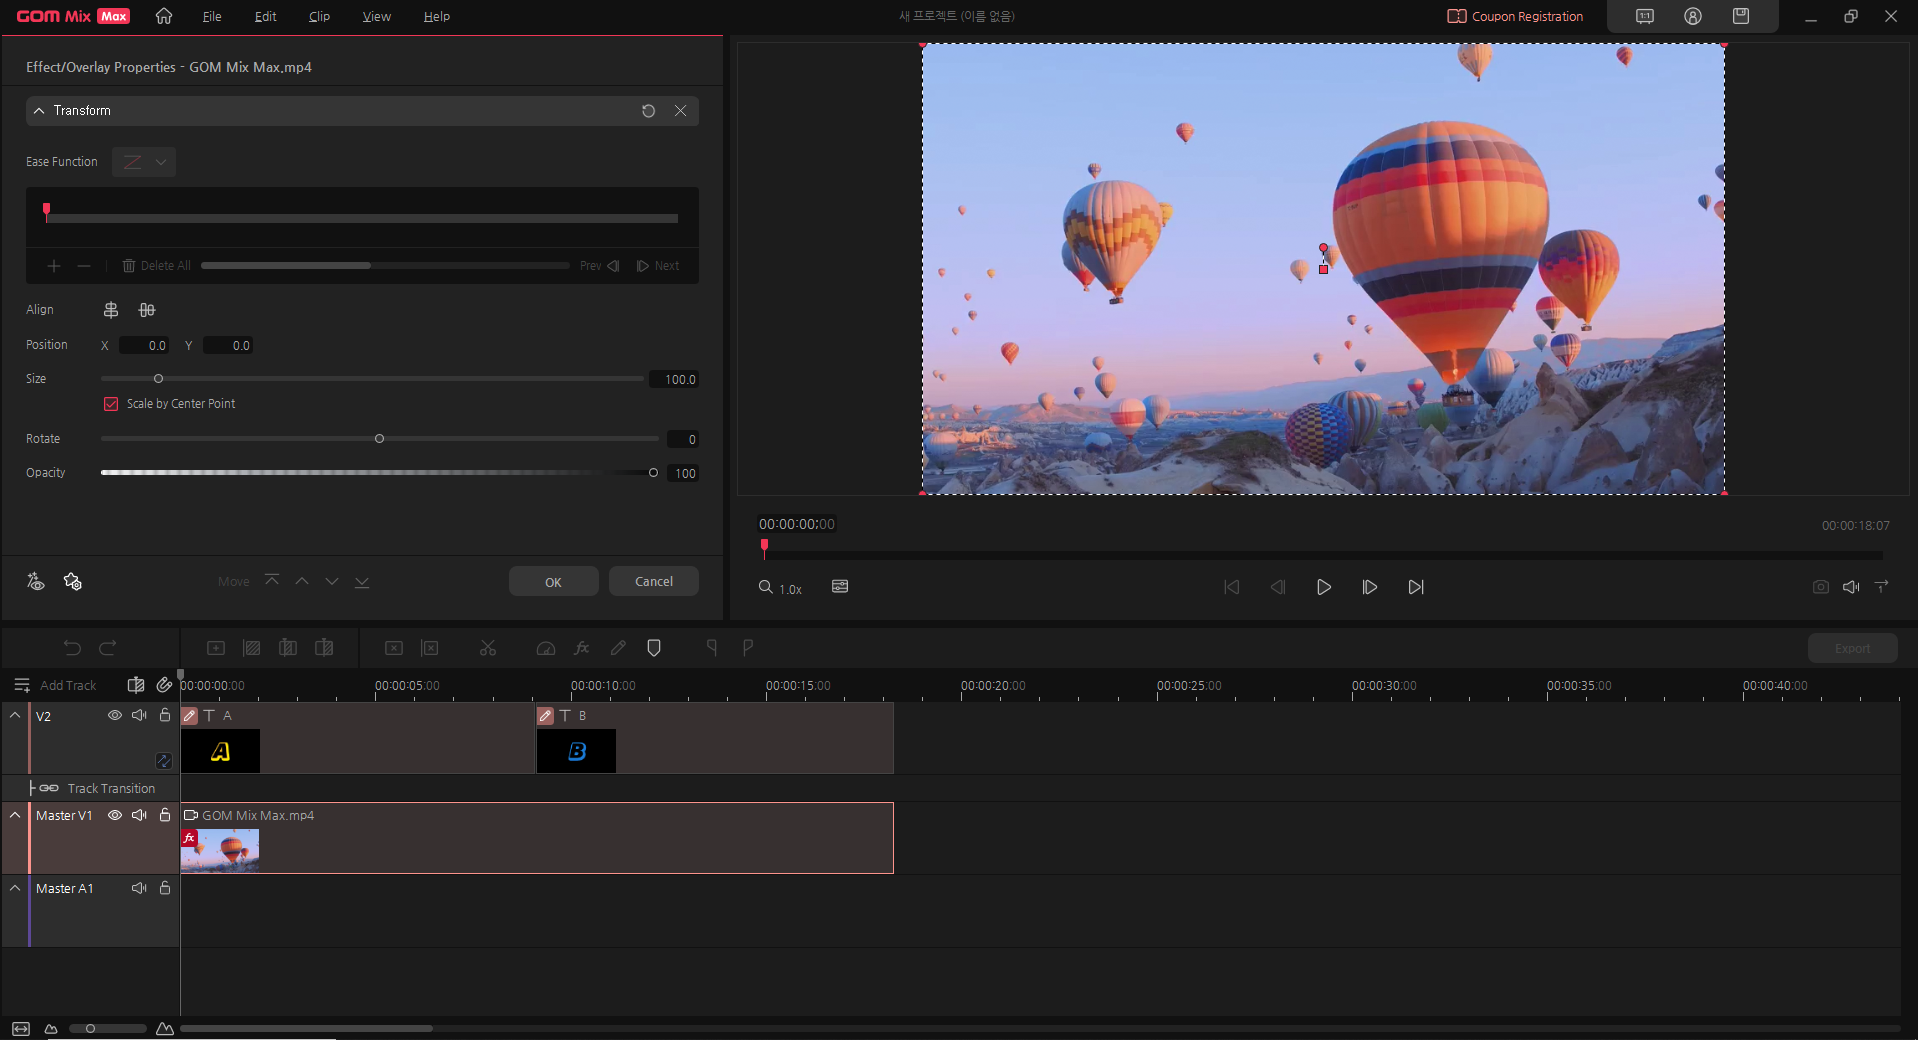 GOM Mix Max
File Edit Clip View Help
새 프로젝트 (이름 없음)
Coupon Registration
1:1
Effect/Overlay Properties - GOM Mix Max.mp4
Transform
Ease Function
Delete All
Prev
Next
Align
Position X 0.0 Y 0.0
Size 100.0
Scale by Center Point
Rotate 0
Opacity 100
Move
OK
Cancel
00:00:00;00
00:00:18;07
1.0x
fx
Export
Add Track
00:00:00:00 00:00:05:00 00:00:10:00 00:00:15:00 00:00:20:00 00:00:25:00 00:00:30:00 00:00:35:00 00:00:40:00
V2
T A
T B
A
B
Track Transition
Master V1
GOM Mix Max.mp4
fx
Master A1